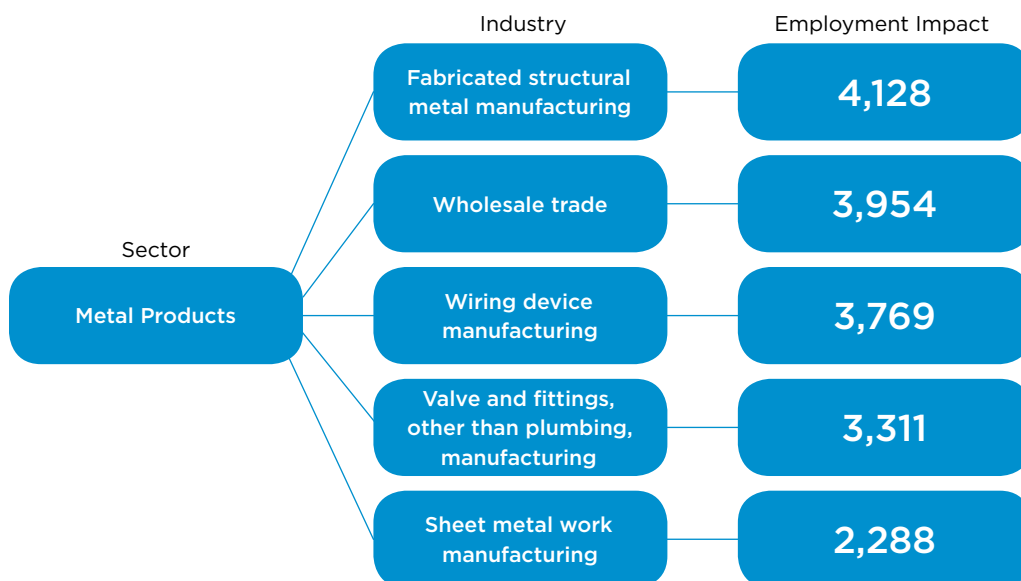 Industry
Employment Impact
Fabricated structural
metal manufacturing
4,128
Wholesale trade
3,954
Sector
Metal Products
Wiring device
manufacturing
3,769
Valve and fittings,
other than plumbing,
manufacturing
3,311
Sheet metal work
manufacturing
2,288